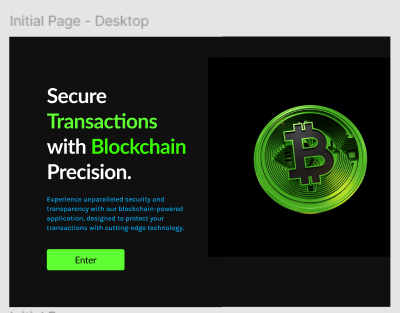 Initial Page - Desktop
Secure
Transactions
with Blockchain
Precision.
Experience unparalleled security and
transparency with our blockchain-powered
application, designed to protect your
transactions with cutting-edge technology.
Enter